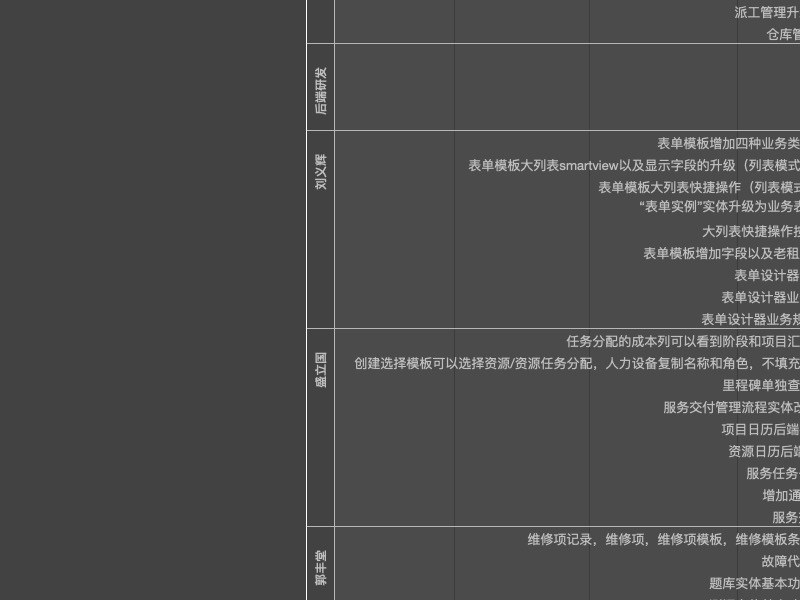 派工管理升
仓库管
后端研发
刘义辉
表单模板增加四种业务类
表单模板大列表smartview以及显示字段的升级（列表模式
表单模板大列表快捷操作（列表模式
“表单实例”实体升级为业务表
大列表快捷操作按
表单模板增加字段以及老租
表单设计器
表单设计器业
表单设计器业务规
盛立国
任务分配的成本列可以看到阶段和项目汇
创建选择模板可以选择资源/资源任务分配，人力设备复制名称和角色，不填充
里程碑单独查
服务交付管理流程实体改
项目日历后端
资源日历后端
服务任务
增加通
服务
郭丰堂
维修项记录，维修项，维修项模板，维修模板条
故障代
题库实体基本功